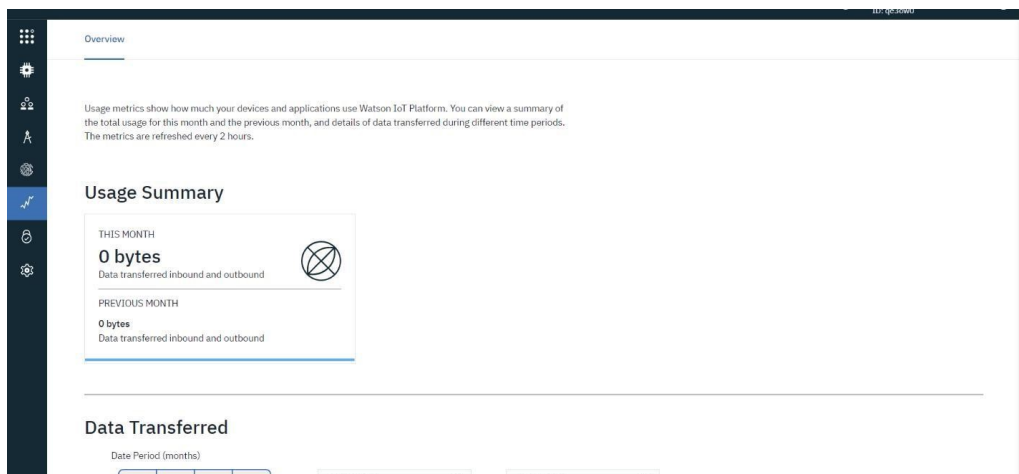 Overview
Usage metrics show how much your devices and applications use Watson IoT Platform. You can view a summary of
the total usage for this month and the previous month, and details of data transferred during different time periods.
The metrics are refreshed every 2 hours.
Usage Summary
THIS MONTH
0 bytes
Data transferred inbound and outbound
PREVIOUS MONTH
0 bytes
Data transferred inbound and outbound
Data Transferred
Date Period (months)